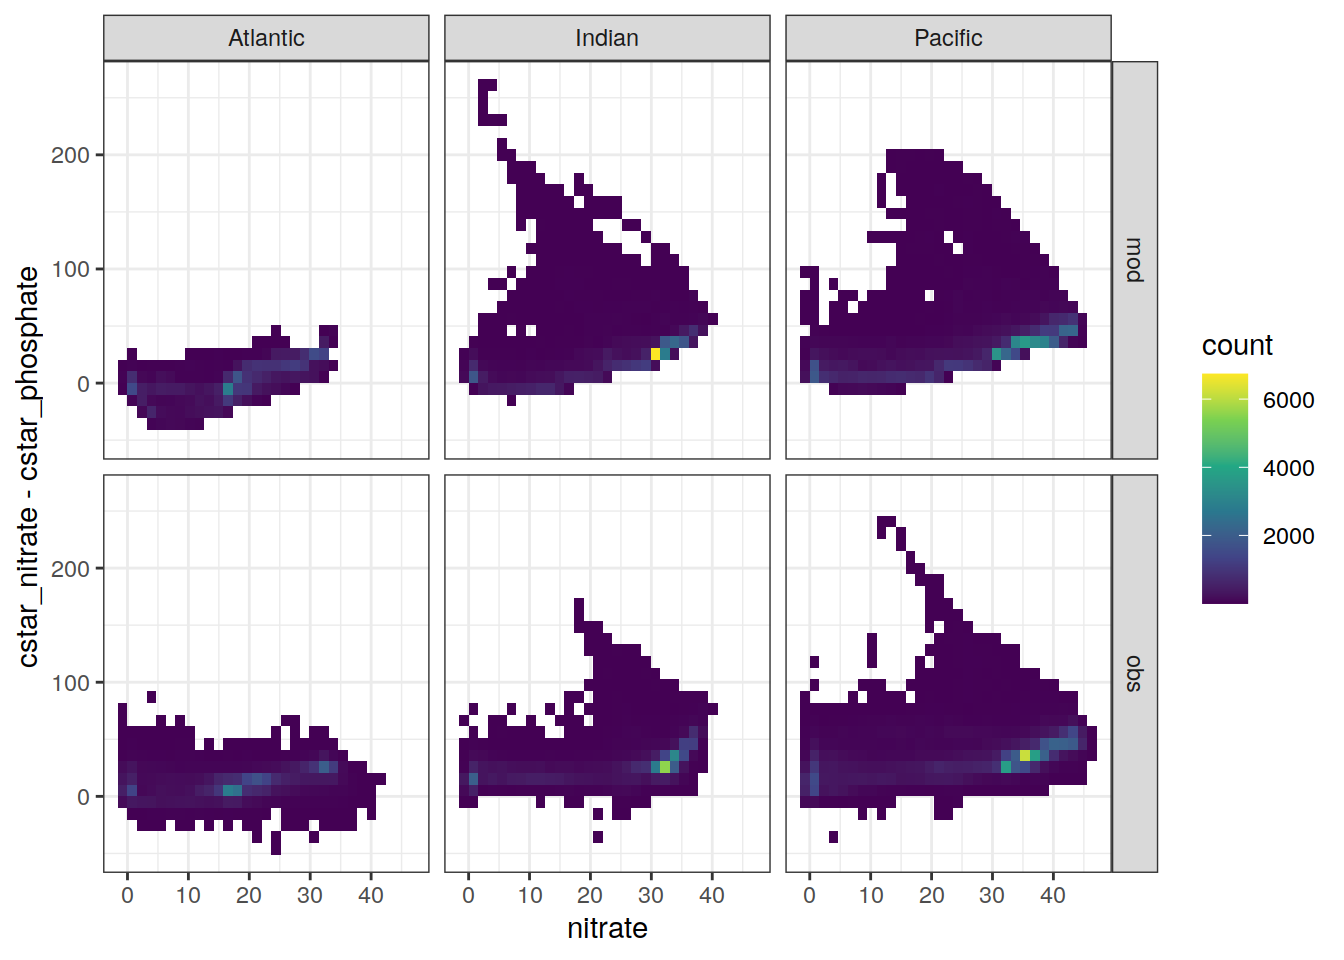 Atlantic Indian Pacific
200
100
0
mod
200
100
0
obs
0 10 20 30 40 0 10 20 30 40 0 10 20 30 40
nitrate
cstar_nitrate - cstar_phosphate
count
6000
4000
2000